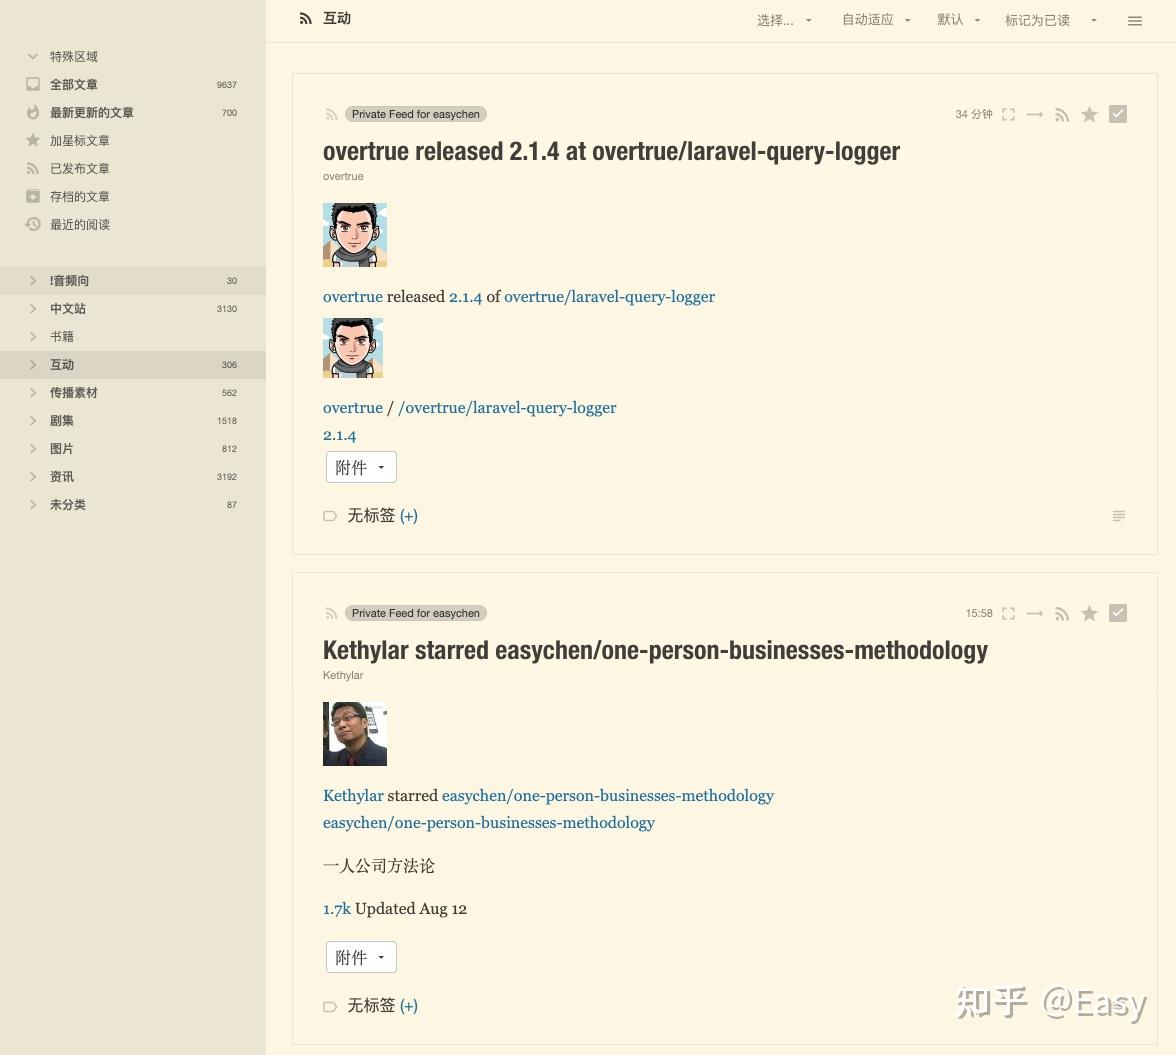 互动
选择...
自动适应
默认
标记为已读
特殊区域
全部文章 9637
最新更新的文章 700
加星标文章
已发布文章
存档的文章
最近的阅读
!音频向 30
中文站 3130
书籍
互动 306
传播素材 562
剧集 1518
图片 812
资讯 3192
未分类 87
Private Feed for easychen 34 分钟
overtrue released 2.1.4 at overtrue/laravel-query-logger
overtrue
overtrue released 2.1.4 of overtrue/laravel-query-logger
overtrue / /overtrue/laravel-query-logger
2.1.4
附件
无标签 (+)
Private Feed for easychen 15:58
Kethylar starred easychen/one-person-businesses-methodology
Kethylar
Kethylar starred easychen/one-person-businesses-methodology
easychen/one-person-businesses-methodology
一人公司方法论
1.7k Updated Aug 12
附件
无标签 (+)
知乎 @Easy